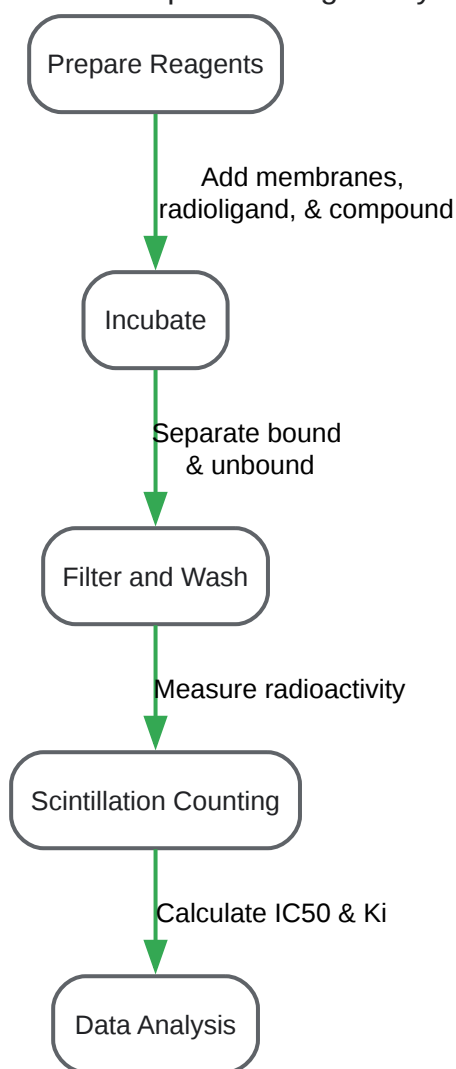 Prepare Reagents
Add membranes,
radioligand, & compound
Incubate
Separate bound
& unbound
Filter and Wash
Measure radioactivity
Scintillation Counting
Calculate IC50 & Ki
Data Analysis